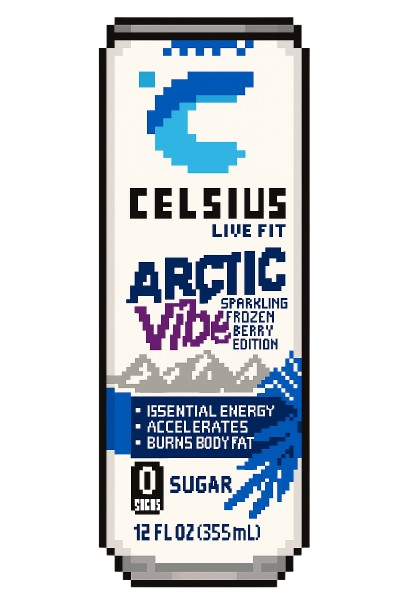 CELSIUS
LIVE FIT
ARCTIC
Vibe
SPARKLING
FROZEN
BERRY
EDITION
• ISSENTIAL ENERGY
• ACCELERATES
• BURNS BODY FAT
0
SUGAR
12 FL OZ (355mL)